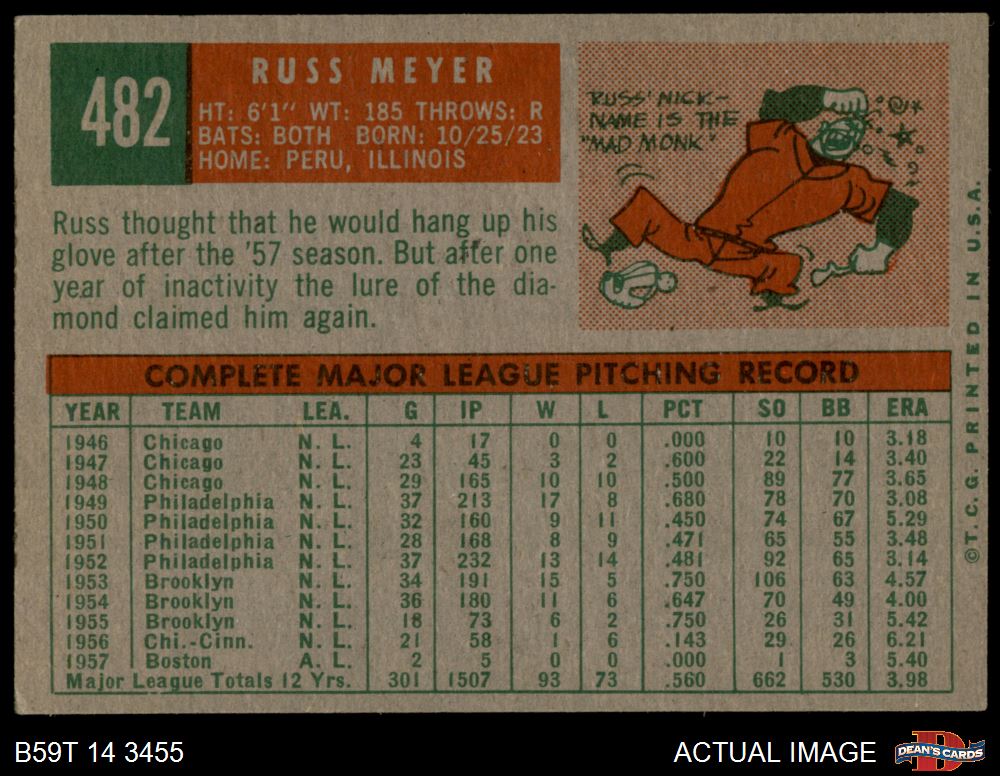 482
RUSS MEYER
HT: 6'1" WT: 185 THROWS: R
BATS: BOTH BORN: 10/25/23
HOME: PERU, ILLINOIS
RUSS' NICK-
NAME IS THE
"MAD MONK"
Russ thought that he would hang up his
glove after the '57 season. But after one
year of inactivity the lure of the dia-
mond claimed him again.
COMPLETE MAJOR LEAGUE PITCHING RECORD
YEAR TEAM LEA. G IP W L PCT SO BB ERA
1946 Chicago N. L. 4 17 0 0 .000 10 10 3.18
1947 Chicago N. L. 23 45 3 2 .600 22 14 3.40
1948 Chicago N. L. 29 165 10 10 .500 89 77 3.65
1949 Philadelphia N. L. 37 213 17 8 .680 78 70 3.08
1950 Philadelphia N. L. 32 160 9 11 .450 74 67 5.29
1951 Philadelphia N. L. 28 168 8 9 .471 65 55 3.48
1952 Philadelphia N. L. 37 232 13 14 .481 92 65 3.14
1953 Brooklyn N. L. 34 191 15 5 .750 106 63 4.57
1954 Brooklyn N. L. 36 180 11 6 .647 70 49 4.00
1955 Brooklyn N. L. 18 73 6 2 .750 26 31 5.42
1956 Chi.-Cinn. N. L. 21 58 1 6 .143 29 26 6.21
1957 Boston A. L. 2 5 0 0 .000 1 3 5.40
Major League Totals 12 Yrs. 301 1507 93 73 .560 662 530 3.98
© T. C. G. PRINTED IN U.S.A.
B59T 14 3455
ACTUAL IMAGE
DEAN'S CARDS